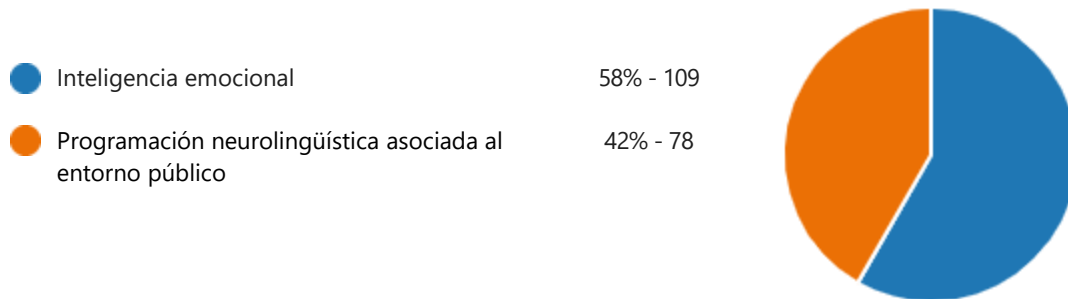 Inteligencia emocional 58% - 109
Programación neurolingüística asociada al 42% - 78
entorno público